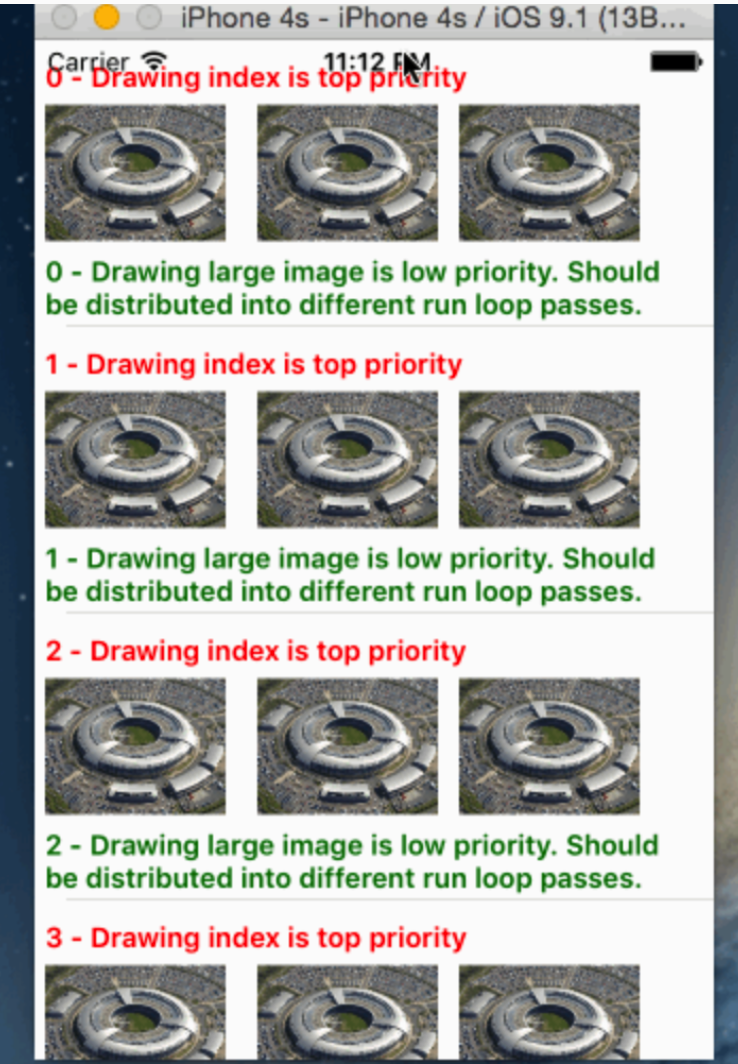 iPhone 4s - iPhone 4s / iOS 9.1 (13B...
Carrier 11:12 PM
0 - Drawing index is top priority
0 - Drawing large image is low priority. Should
be distributed into different run loop passes.
1 - Drawing index is top priority
1 - Drawing large image is low priority. Should
be distributed into different run loop passes.
2 - Drawing index is top priority
2 - Drawing large image is low priority. Should
be distributed into different run loop passes.
3 - Drawing index is top priority